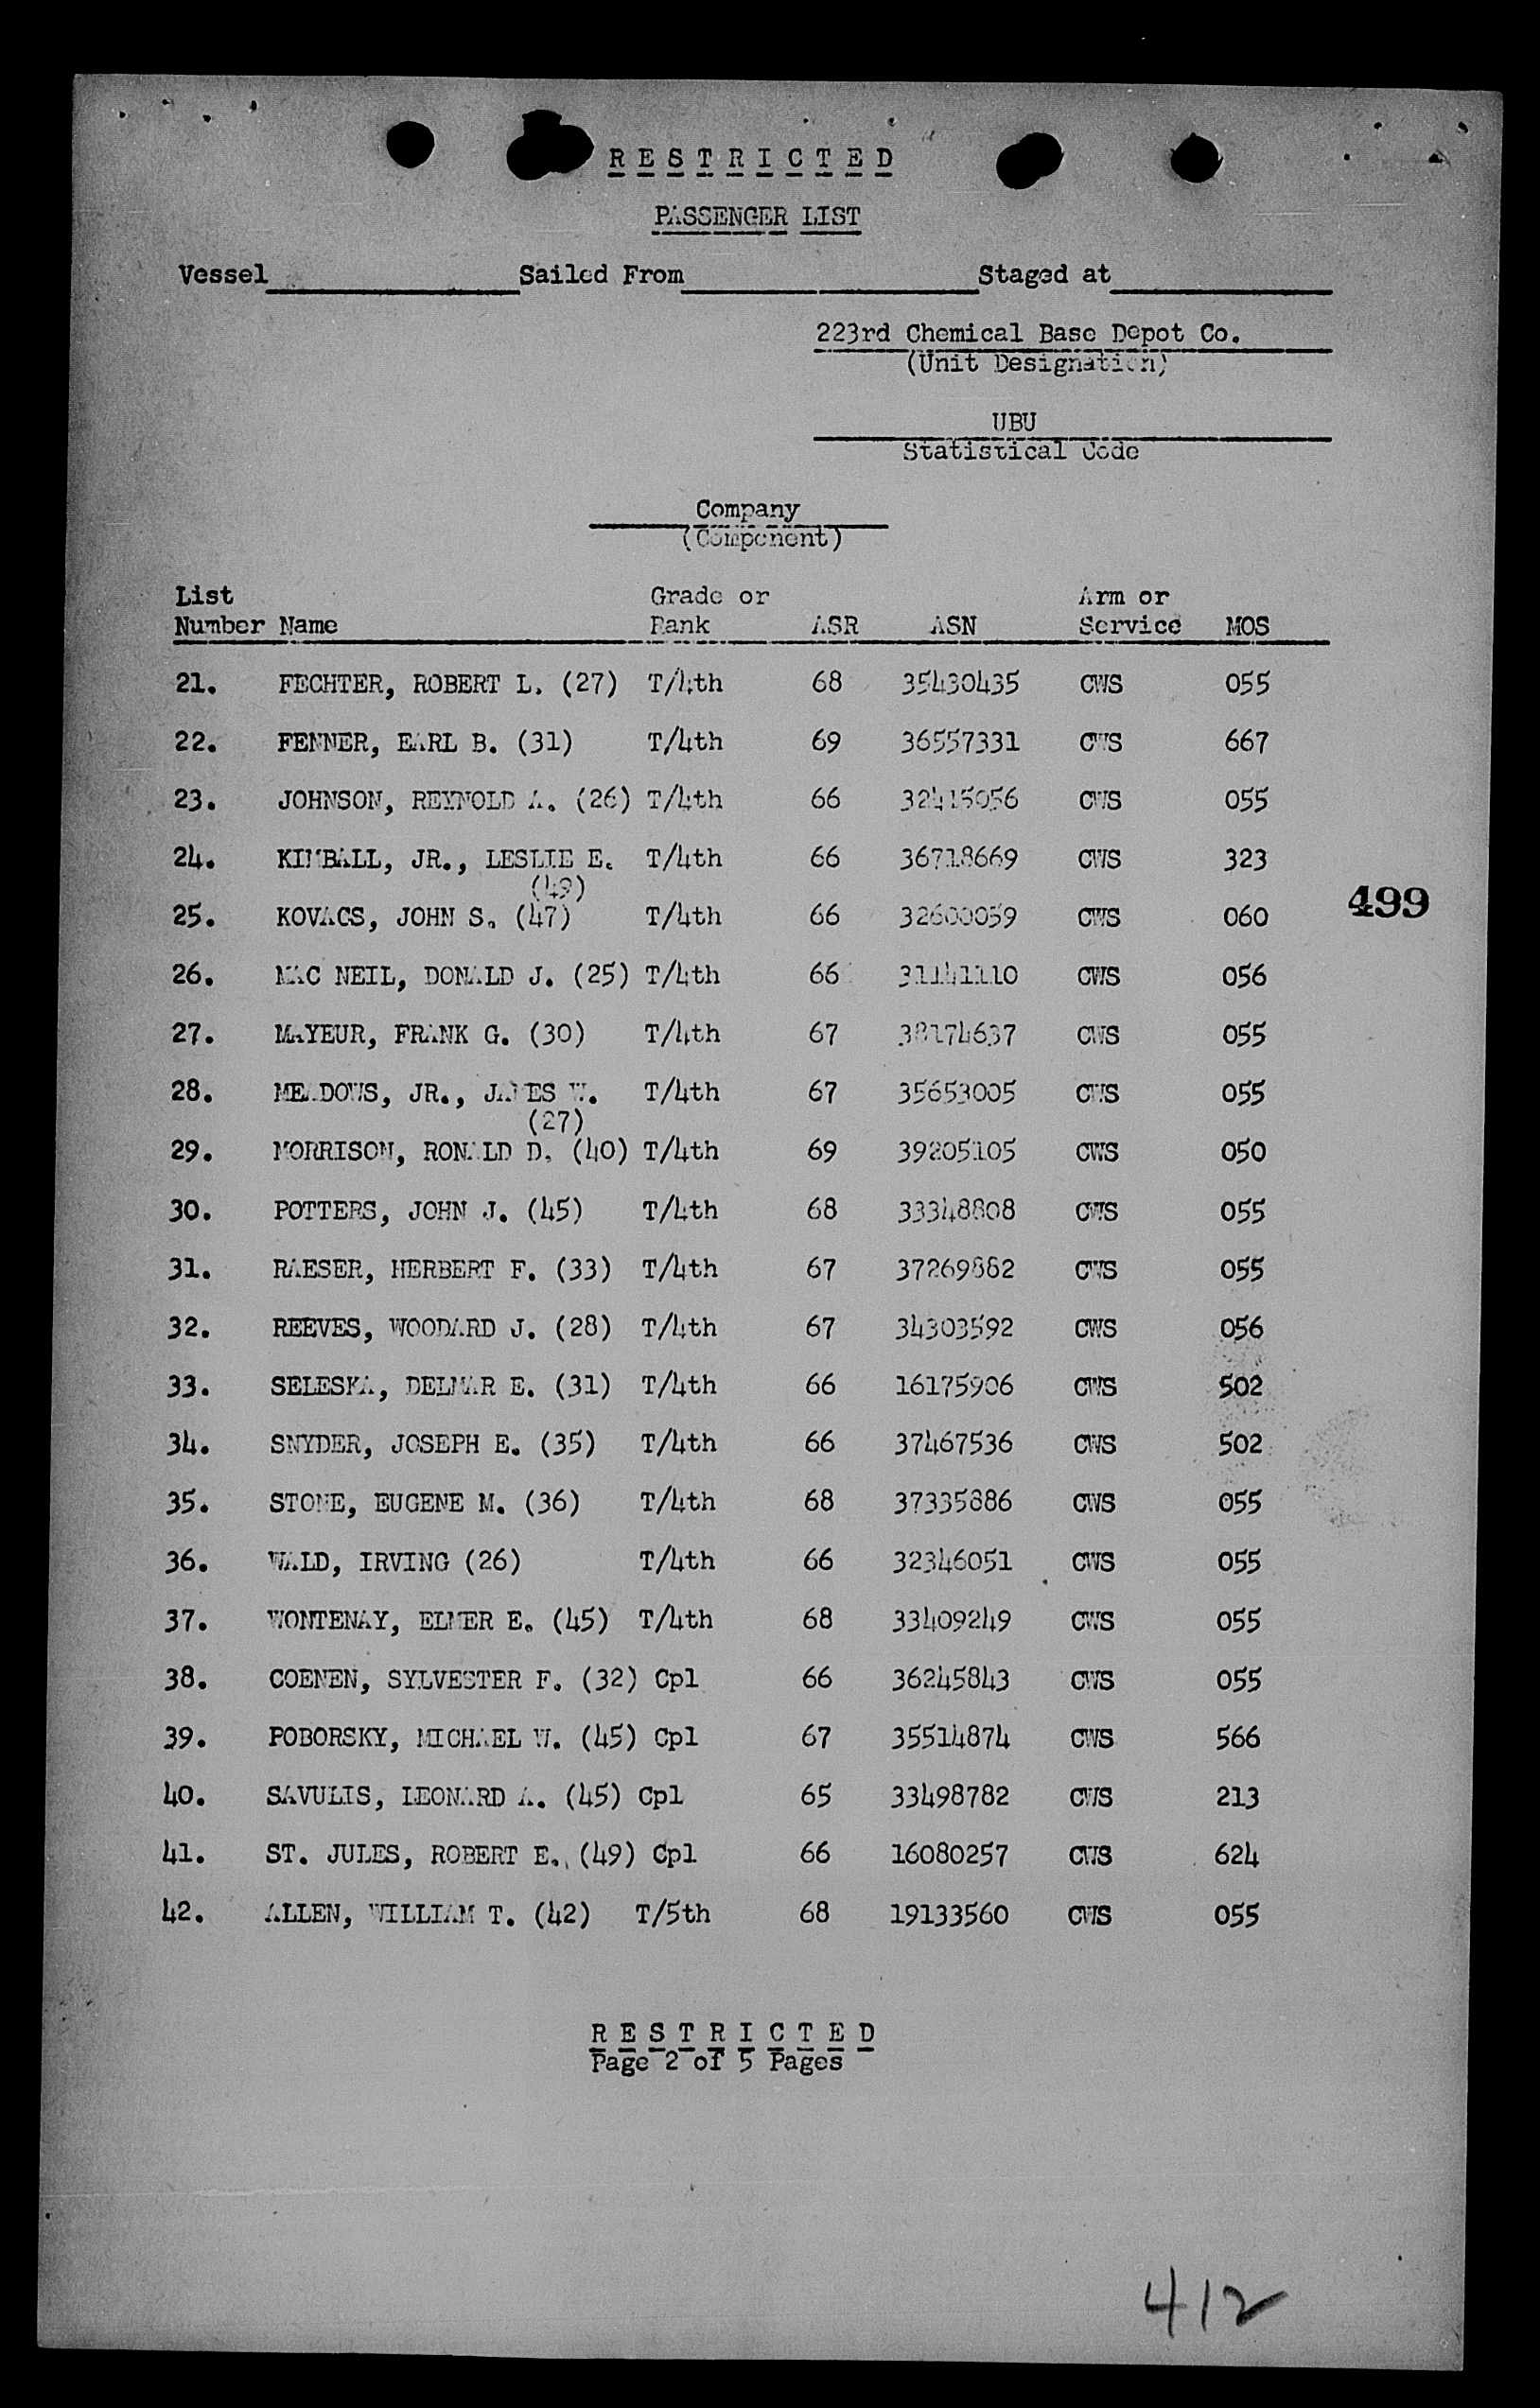 RESTRICTED
PASSENGER LIST
Vessel Sailed From Staged at
223rd Chemical Base Depot Co.
(Unit Designation)
UBU
Statistical Code
Company
(Component)
List Grade or Arm or
Number Name Rank ASR ASN Service MOS
21. FECHTER, ROBERT L. (27) T/4th 68 35430435 CWS 055
22. FENNER, EARL B. (31) T/4th 69 36557331 CWS 667
23. JOHNSON, REYNOLD A. (26) T/4th 66 32415056 CWS 055
24. KIMBALL, JR., LESLIE E. T/4th 66 36718669 CWS 323
(49)
25. KOVACS, JOHN S. (47) T/4th 66 32600059 CWS 060
499
26. MAC NEIL, DONALD J. (25) T/4th 66 31141110 CWS 056
27. MAYEUR, FRANK G. (30) T/4th 67 38174637 CWS 055
28. MEADOWS, JR., JAMES W. T/4th 67 35653005 CWS 055
(27)
29. MORRISON, RONALD D. (40) T/4th 69 39205105 CWS 050
30. POTTERS, JOHN J. (45) T/4th 68 33348808 CWS 055
31. RAESER, HERBERT F. (33) T/4th 67 37269882 CWS 055
32. REEVES, WOODARD J. (28) T/4th 67 34303592 CWS 056
33. SELESKA, DELMAR E. (31) T/4th 66 16175906 CWS 502
34. SNYDER, JOSEPH E. (35) T/4th 66 37467536 CWS 502
35. STONE, EUGENE M. (36) T/4th 68 37335886 CWS 055
36. WALD, IRVING (26) T/4th 66 32346051 CWS 055
37. WONTENAY, ELMER E. (45) T/4th 68 33409249 CWS 055
38. COENEN, SYLVESTER F. (32) Cpl 66 36245843 CWS 055
39. POBORSKY, MICHAEL W. (45) Cpl 67 35514874 CWS 566
40. SAVULIS, LEONARD A. (45) Cpl 65 33498782 CWS 213
41. ST. JULES, ROBERT E. (49) Cpl 66 16080257 CWS 624
42. ALLEN, WILLIAM T. (42) T/5th 68 19133560 CWS 055
RESTRICTED
Page 2 of 5 Pages
412